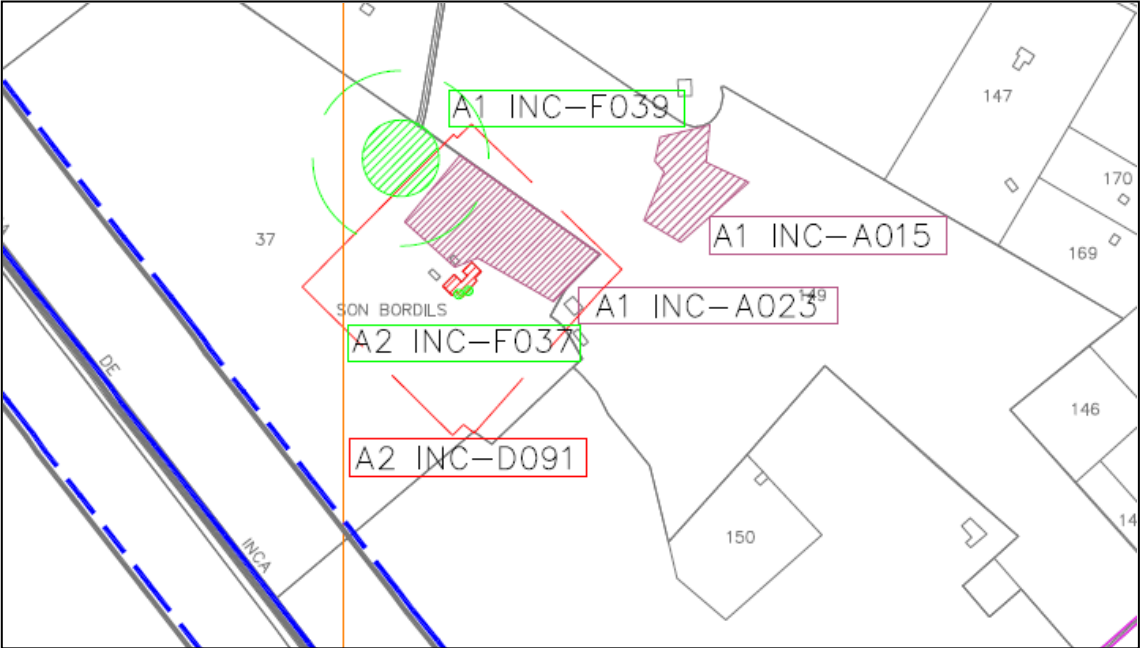 A1 INC-F039
147
170
A1 INC-A015
37
169
149
A1 INC-A023
SON BORDILS
A2 INC-F037
DE
146
A2 INC-D091
14
INCA
150